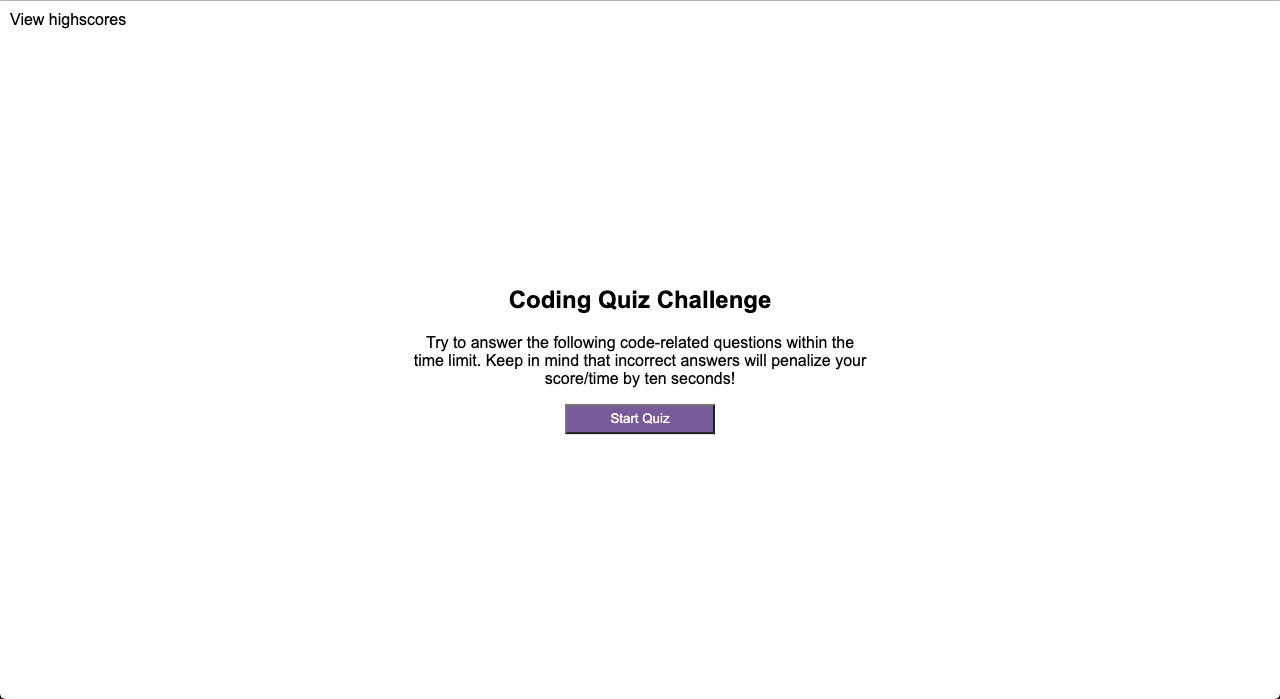 View highscores
Coding Quiz Challenge
Try to answer the following code-related questions within the
time limit. Keep in mind that incorrect answers will penalize your
score/time by ten seconds!
Start Quiz